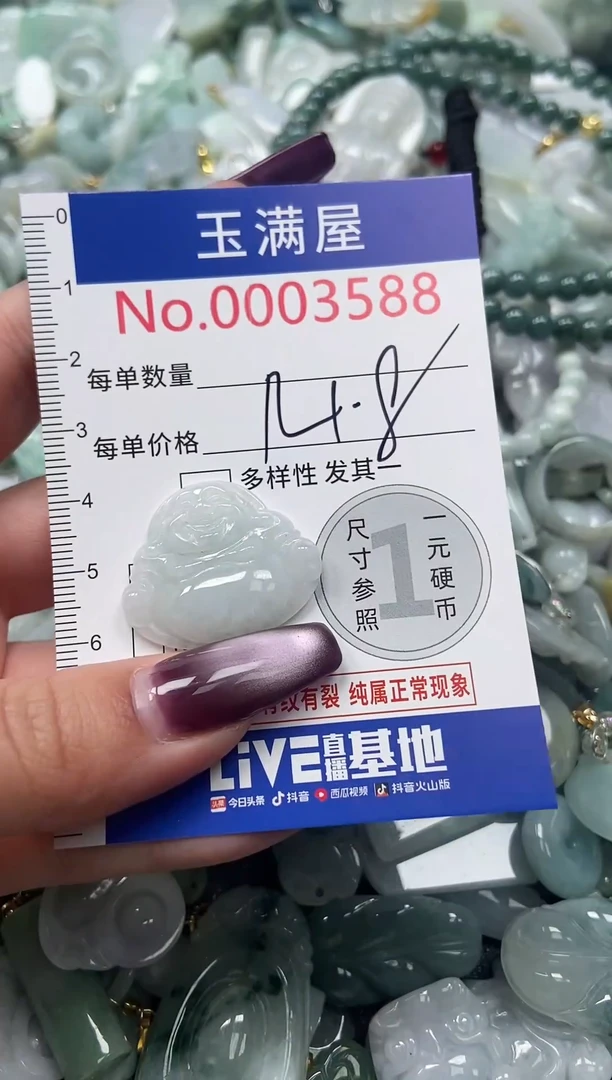 0
玉满屋
1
No.0003588
2
每单数量
14.8
3
每单价格
多样性 发其一
4
尺寸参照
1
一元硬币
5
6
有纹有裂 纯属正常现象
LiVE直播基地
头条 今日头条 抖音 西瓜视频 抖音火山版